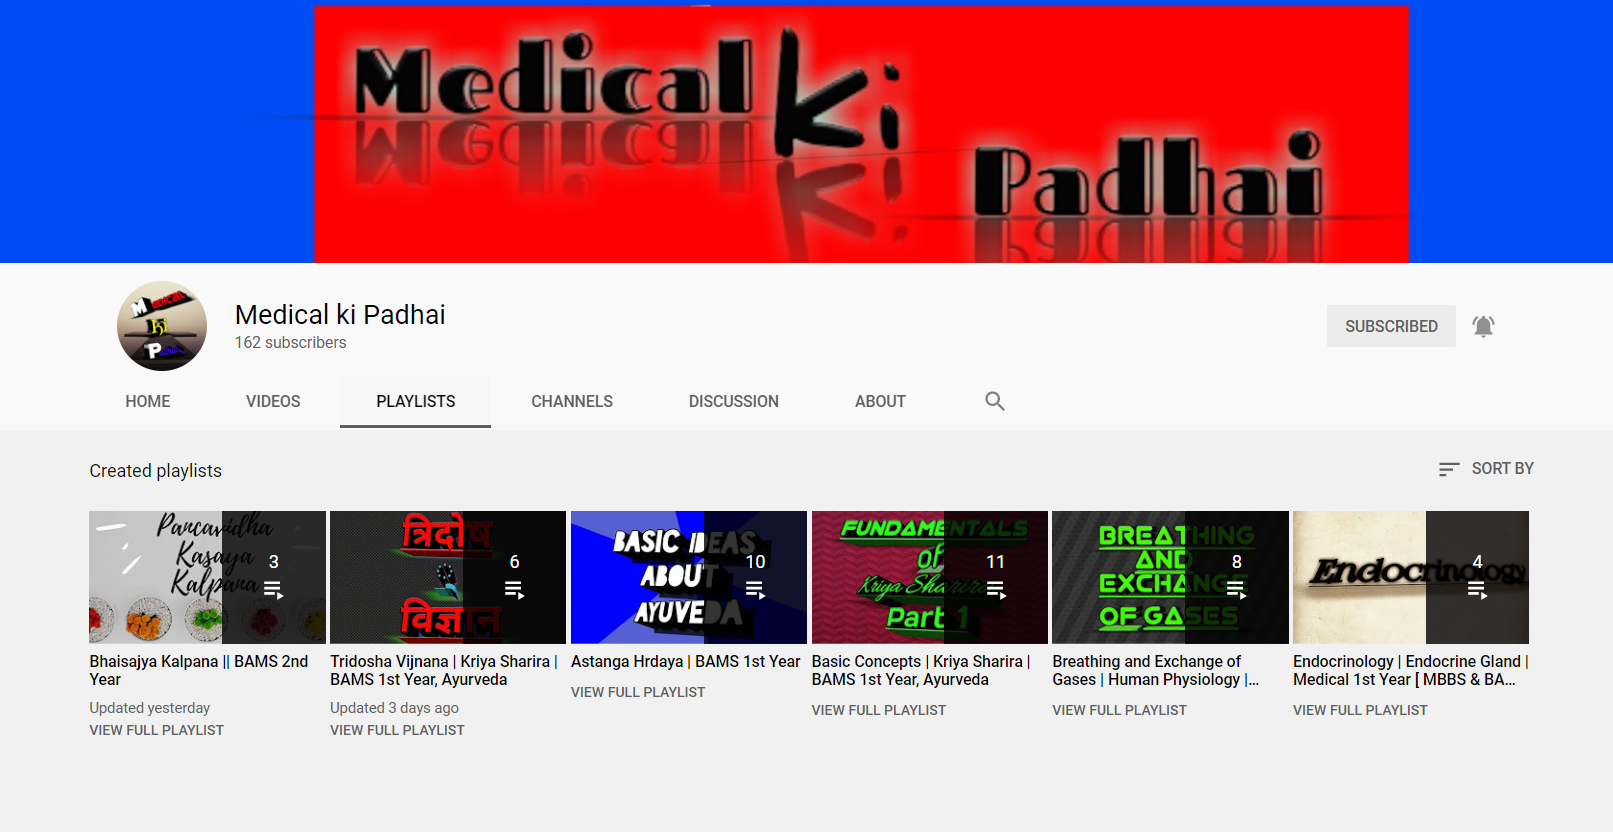 Medical ki
Padhai
Medical
Ki
Padhai
Medical ki Padhai
162 subscribers
SUBSCRIBED
HOME
VIDEOS
PLAYLISTS
CHANNELS
DISCUSSION
ABOUT
Created playlists
SORT BY
Pancavidha
Kasaya
Kalpana
3
त्रिदोष
विज्ञान
6
BASIC IDEAS
ABOUT
AYUVEDA
10
FUNDAMENTALS
Of
Kriya Sharira
Part 1
11
BREATHING
AND
EXCHANGE
OF GASES
8
Endocrinology
4
Bhaisajya Kalpana || BAMS 2nd
Year
Updated yesterday
VIEW FULL PLAYLIST
Tridosha Vijnana | Kriya Sharira |
BAMS 1st Year, Ayurveda
Updated 3 days ago
VIEW FULL PLAYLIST
Astanga Hrdaya | BAMS 1st Year
VIEW FULL PLAYLIST
Basic Concepts | Kriya Sharira |
BAMS 1st Year, Ayurveda
VIEW FULL PLAYLIST
Breathing and Exchange of
Gases | Human Physiology |...
VIEW FULL PLAYLIST
Endocrinology | Endocrine Gland |
Medical 1st Year [ MBBS & BA...
VIEW FULL PLAYLIST